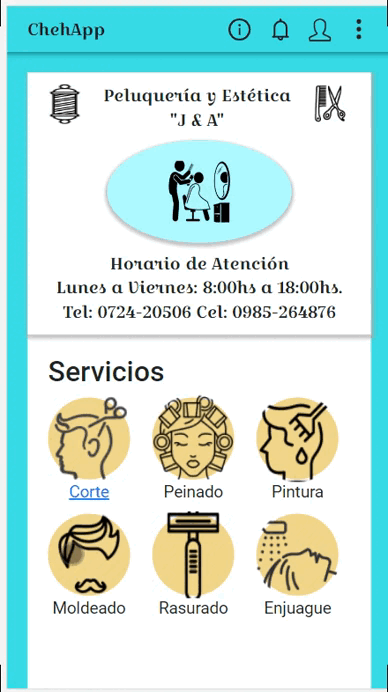 ChehApp
Peluquería y Estética
"J & A"
Horario de Atención
Lunes a Viernes: 8:00hs a 18:00hs.
Tel: 0724-20506 Cel: 0985-264876
Servicios
Corte Peinado Pintura
Moldeado Rasurado Enjuague